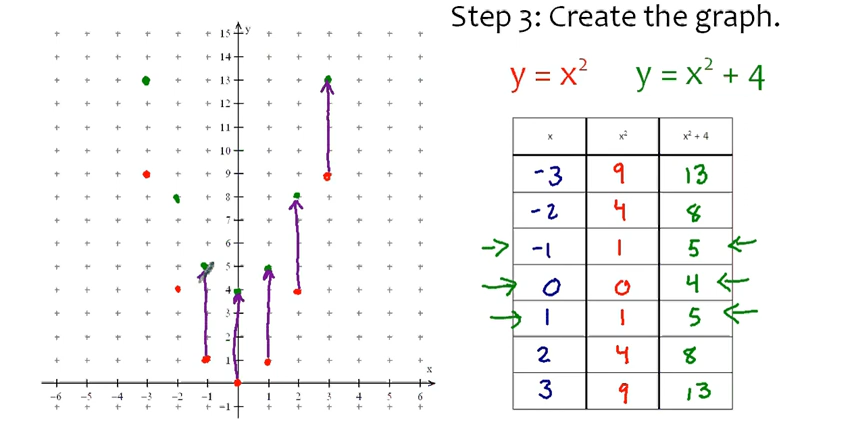 Step 3: Create the graph.
y = x² y = x² + 4
x x² x² + 4
-3 9 13
-2 4 8
-1 1 5
0 0 4
1 1 5
2 4 8
3 9 13
y
15
14
13
12
11
10
9
8
7
6
5
4
3
2
1
x
-6 -5 -4 -3 -2 -1 1 2 3 4 5 6
-1